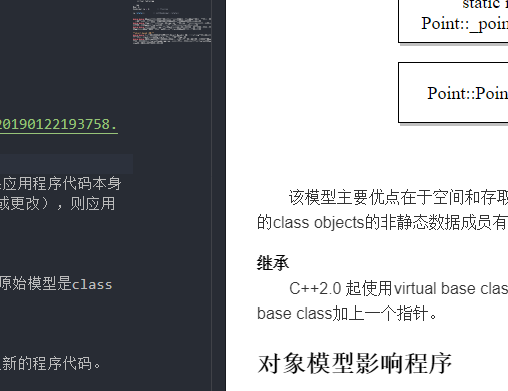 20190122193758.
应用程序代码本身
或更改），则应用
原始模型是class
新的程序代码。
static
Point::_poin
Point::Poin
该模型主要优点在于空间和存取
的class objects的非静态数据成员有
继承
C++2.0 起使用virtual base clas
base class加上一个指针。
对象模型影响程序